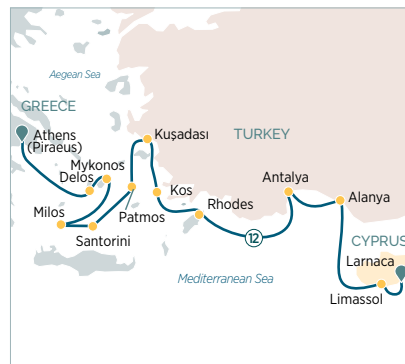 Aegean Sea
GREECE
Athens
(Piraeus)
Mykonos
Delos
Kuşadası
TURKEY
Milos
Santorini
Patmos
Kos
Rhodes
Antalya
Alanya
12
Mediterranean Sea
CYPRUS
Larnaca
Limassol